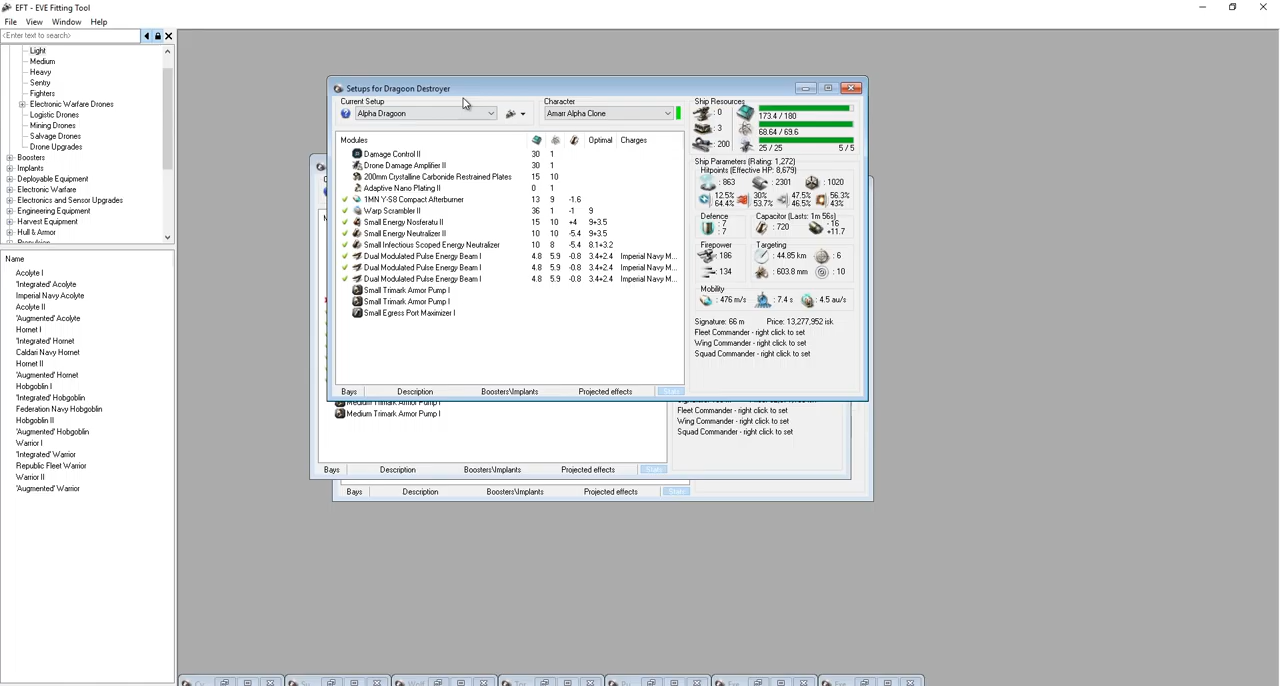 EFT - EVE Fitting Tool
File View Window Help
<Enter text to search>
Light
Medium
Heavy
Sentry
Fighters
Electronic Warfare Drones
Logistic Drones
Mining Drones
Salvage Drones
Drone Upgrades
Boosters
Implants
Deployable Equipment
Electronic Warfare
Electronics and Sensor Upgrades
Engineering Equipment
Harvest Equipment
Hull & Armor
Propulsion
Name
Acolyte I
'Integrated' Acolyte
Imperial Navy Acolyte
Acolyte II
'Augmented' Acolyte
Hornet I
'Integrated' Hornet
Caldari Navy Hornet
Hornet II
'Augmented' Hornet
Hobgoblin I
'Integrated' Hobgoblin
Federation Navy Hobgoblin
Hobgoblin II
'Augmented' Hobgoblin
Warrior I
'Integrated' Warrior
Republic Fleet Warrior
Warrior II
'Augmented' Warrior
Setups for Dragoon Destroyer
Current Setup
Alpha Dragoon
Character
Amarr Alpha Clone
Modules Optimal Charges
Damage Control II 30 1
Drone Damage Amplifier II 30 1
200mm Crystalline Carbonide Restrained Plates 15 10
Adaptive Nano Plating II 0 1
1MN Y-S8 Compact Afterburner 13 9 -1.6
Warp Scrambler II 36 1 -1 9
Small Energy Nosferatu II 15 10 +4 9+3.5
Small Energy Neutralizer II 10 10 -5.4 9+3.5
Small Infectious Scoped Energy Neutralizer 10 8 -5.4 8.1+3.2
Dual Modulated Pulse Energy Beam I 4.8 5.9 -0.8 3.4+2.4 Imperial Navy M...
Dual Modulated Pulse Energy Beam I 4.8 5.9 -0.8 3.4+2.4 Imperial Navy M...
Dual Modulated Pulse Energy Beam I 4.8 5.9 -0.8 3.4+2.4 Imperial Navy M...
Small Trimark Armor Pump I
Small Trimark Armor Pump I
Small Egress Port Maximizer I
Bays Description Boosters\Implants Projected effects Stats
Ship Resources
: 0 173.4 / 180
: 3 68.64 / 69.6
: 200 25 / 25 5 / 5
Ship Parameters (Rating: 1,272)
Hitpoints (Effective HP: 8,679)
: 863 : 2301 : 1020
12.5% 30% 47.5% 56.3%
64.4% 53.7% 46.5% 43%
Defence Capacitor (Lasts: 1m 56s)
: 7 : 720 -16
: 7 +11.7
Firepower Targeting
: 186 : 44.85 km : 6
: 134 : 603.8 mm : 10
Mobility
: 476 m/s : 7.4 s : 4.5 au/s
Signature: 66 m Price: 13,277,952 isk
Fleet Commander - right click to set
Wing Commander - right click to set
Squad Commander - right click to set
Medium Trimark Armor Pump I
Medium Trimark Armor Pump I
Fleet Commander - right click to set
Wing Commander - right click to set
Squad Commander - right click to set
Bays Description Boosters\Implants Projected effects Stats
Bays Description Boosters\Implants Projected effects Stats